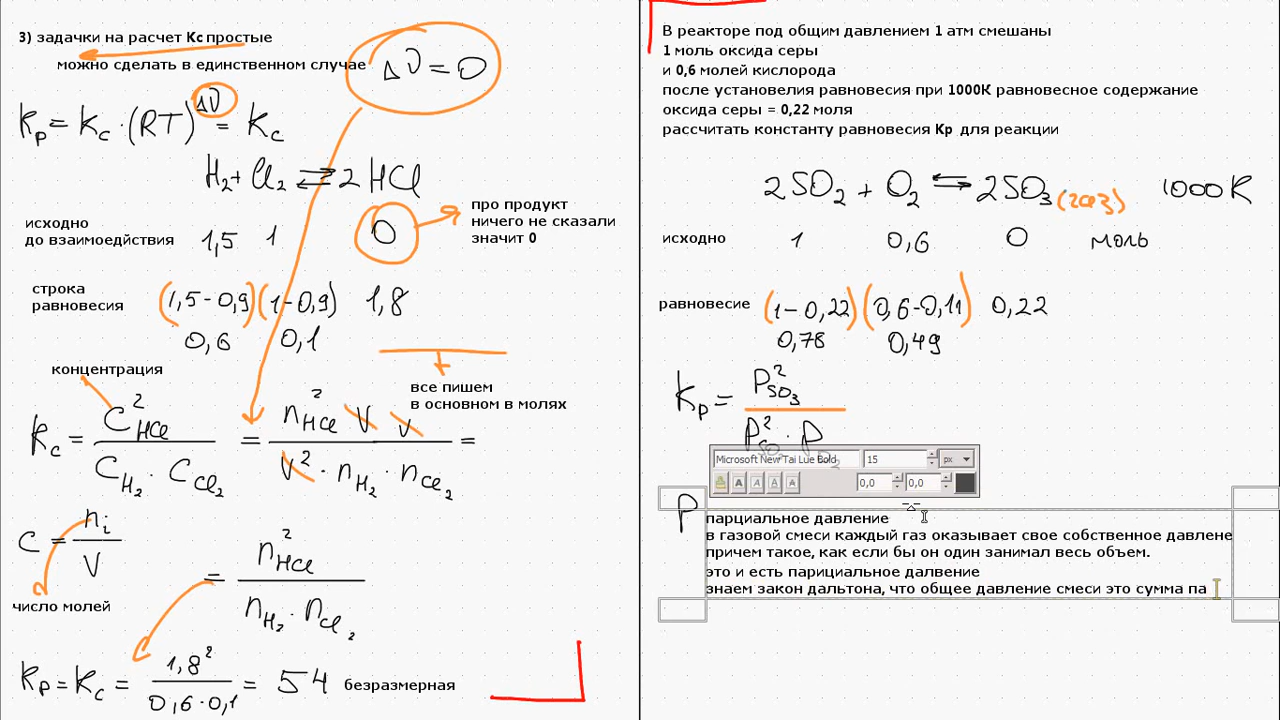 3) задачки на расчет Кс простые
можно сделать в единственном случае
Δν = 0
Kp = Kc · (RT)^Δν = Kc
H₂ + Cl₂ ⇄ 2 HCl
исходно
до взаимоедйствия
1,5 1 0
про продукт
ничего не сказали
значит 0
строка
равновесия
(1,5-0,9) (1-0,9) 1,8
0,6 0,1
все пишем
в основном в молях
концентрация
Kc = C²HCl / (CH₂ · CCl₂) = n²HCl V V / (V² · nH₂ · nCl₂) =
C = ni / V
число молей
= n²HCl / (nH₂ · nCl₂)
Kp = Kc = 1,8² / (0,6·0,1) = 54 безразмерная
В реакторе под общим давлением 1 атм смешаны
1 моль оксида серы
и 0,6 молей кислорода
после установелия равновесия при 1000К равновесное содержание
оксида серы = 0,22 моля
рассчитать константу равновесия Кр для реакции
2SO₂ + O₂ ⇄ 2SO₃ (газ) 1000K
исходно 1 0,6 0 моль
равновесие (1-0,22) (0,6-0,11) 0,22
0,78 0,49
Kp = P²SO₃ / (P²SO₂ · PO₂)
Microsoft New Tai Lue Bold 15 px
A A A A 0,0 0,0
P
парциальное давление
в газовой смеси каждый газ оказывает свое собственное давлене
причем такое, как если бы он один занимал весь объем.
это и есть парициальное далвение
знаем закон дальтона, что общее давление смеси это сумма па